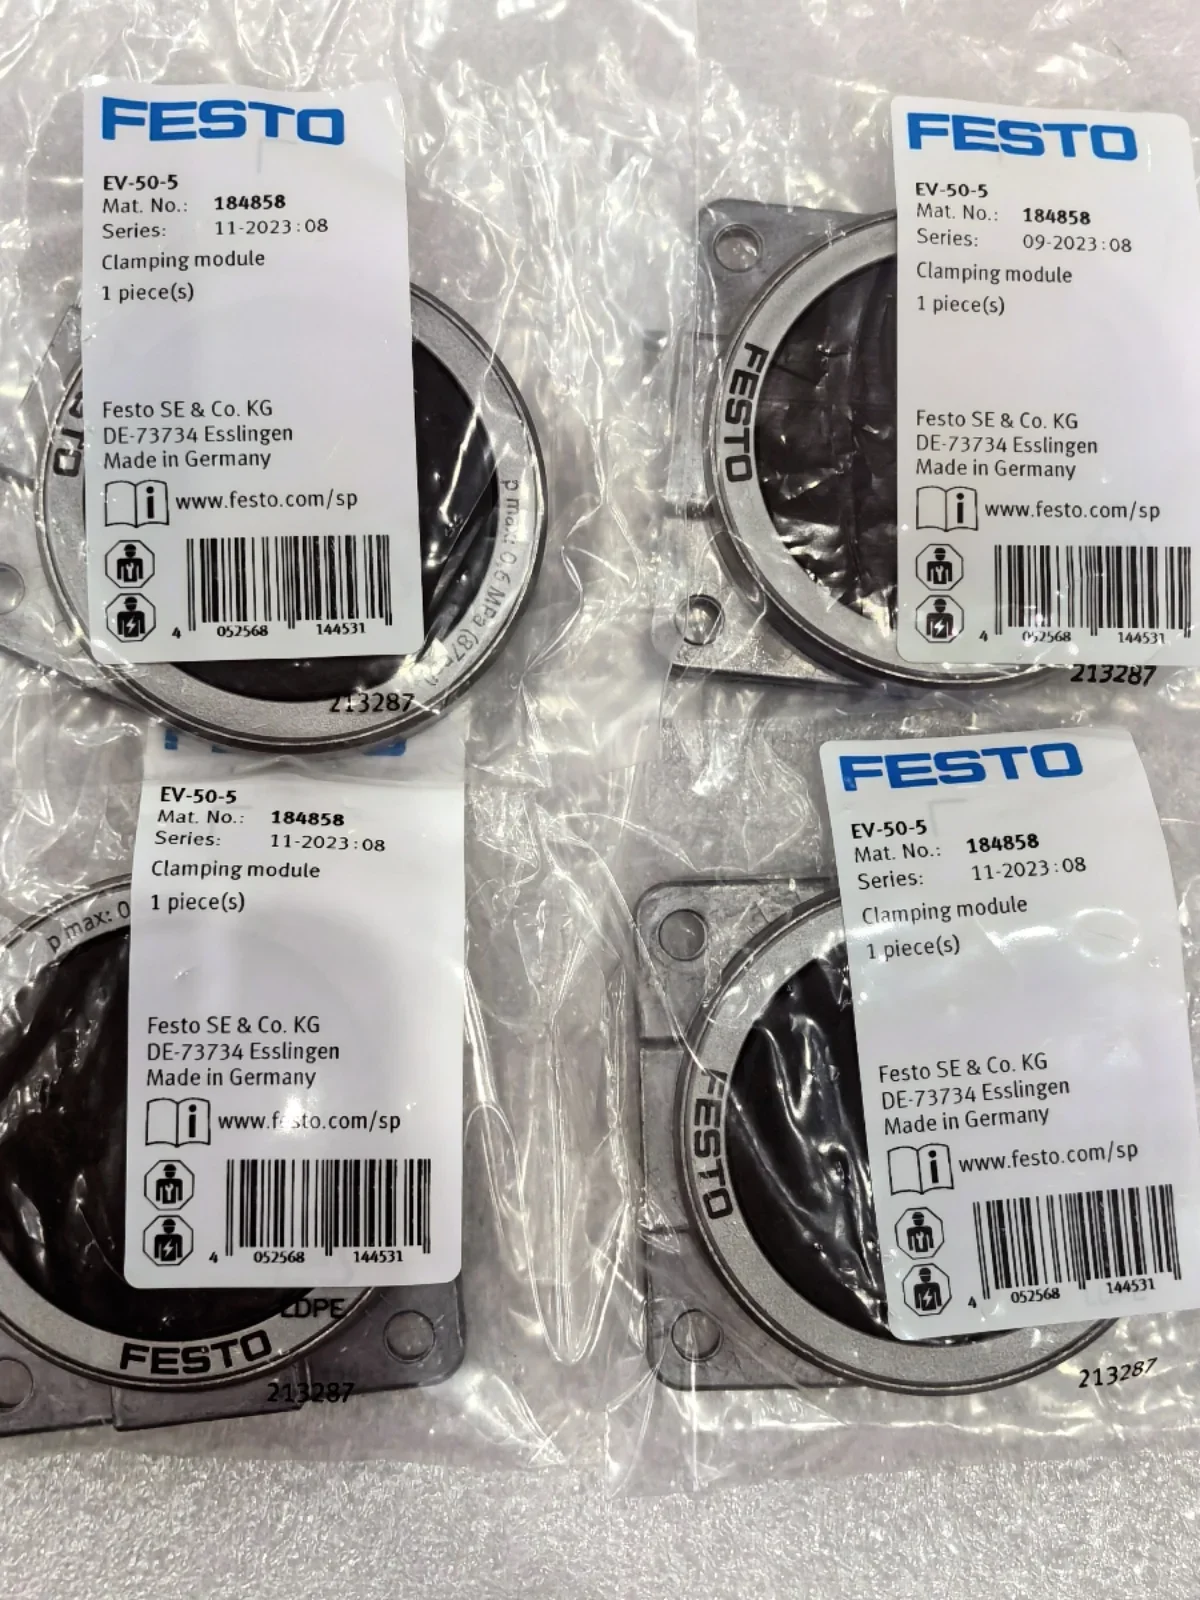 FESTO
EV-50-5
Mat. No.: 184858
Series: 11-2023:08
Clamping module
1 piece(s)
Festo SE & Co. KG
DE-73734 Esslingen
Made in Germany
www.festo.com/sp
4 052568 144531
p max: 0,6 MPa (87
213287
FESTO
EV-50-5
Mat. No.: 184858
Series: 09-2023:08
Clamping module
1 piece(s)
FESTO
Festo SE & Co. KG
DE-73734 Esslingen
Made in Germany
www.festo.com/sp
4 052568 144531
213287
EV-50-5
Mat. No.: 184858
Series: 11-2023:08
Clamping module
1 piece(s)
p max: 0
Festo SE & Co. KG
DE-73734 Esslingen
Made in Germany
www.festo.com/sp
4 052568 144531
LDPE
FESTO
213287
FESTO
EV-50-5
Mat. No.: 184858
Series: 11-2023:08
Clamping module
1 piece(s)
FESTO
Festo SE & Co. KG
DE-73734 Esslingen
Made in Germany
www.festo.com/sp
4 052568 144531
213287